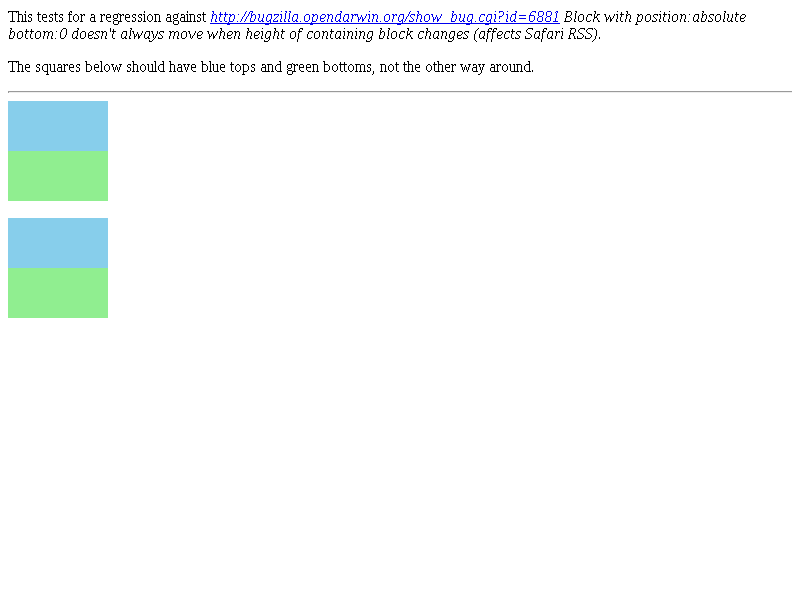 This tests for a regression against http://bugzilla.opendarwin.org/show_bug.cgi?id=6881 Block with position:absolute
bottom:0 doesn't always move when height of containing block changes (affects Safari RSS).
The squares below should have blue tops and green bottoms, not the other way around.